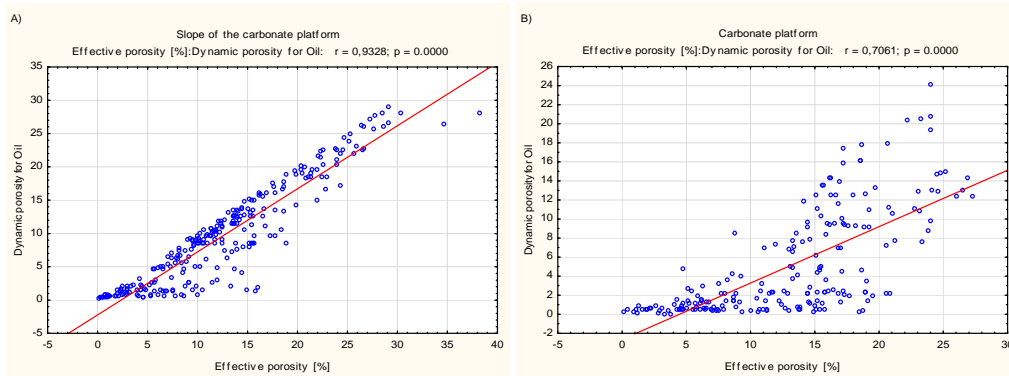 A)
Slope of the carbonate platform
Effective porosity [%]:Dynamic porosity for Oil: r = 0,9328; p = 0.0000
35
30
25
20
15
10
5
0
-5
Dynamic porosity for Oil
-5 0 5 10 15 20 25 30 35 40
Effective porosity [%]
B)
Carbonate platform
Effective porosity [%]:Dynamic porosity for Oil: r = 0,7061; p = 0.0000
26
24
22
20
18
16
14
12
10
8
6
4
2
0
-2
Dynamic porosity for Oil
-5 0 5 10 15 20 25 30
Effective porosity [%]